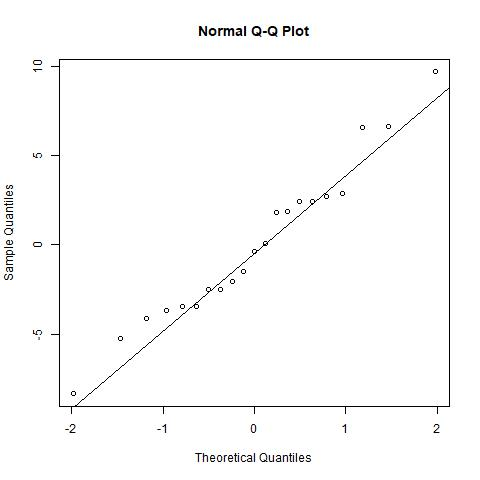 Normal Q-Q Plot
10
5
0
-5
Sample Quantiles
-2 -1 0 1 2
Theoretical Quantiles